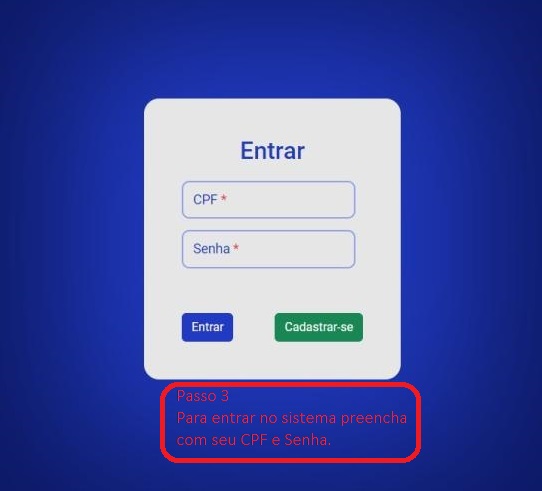 Entrar
CPF *
Senha *
Entrar Cadastrar-se
Passo 3
Para entrar no sistema preencha
com seu CPF e Senha.